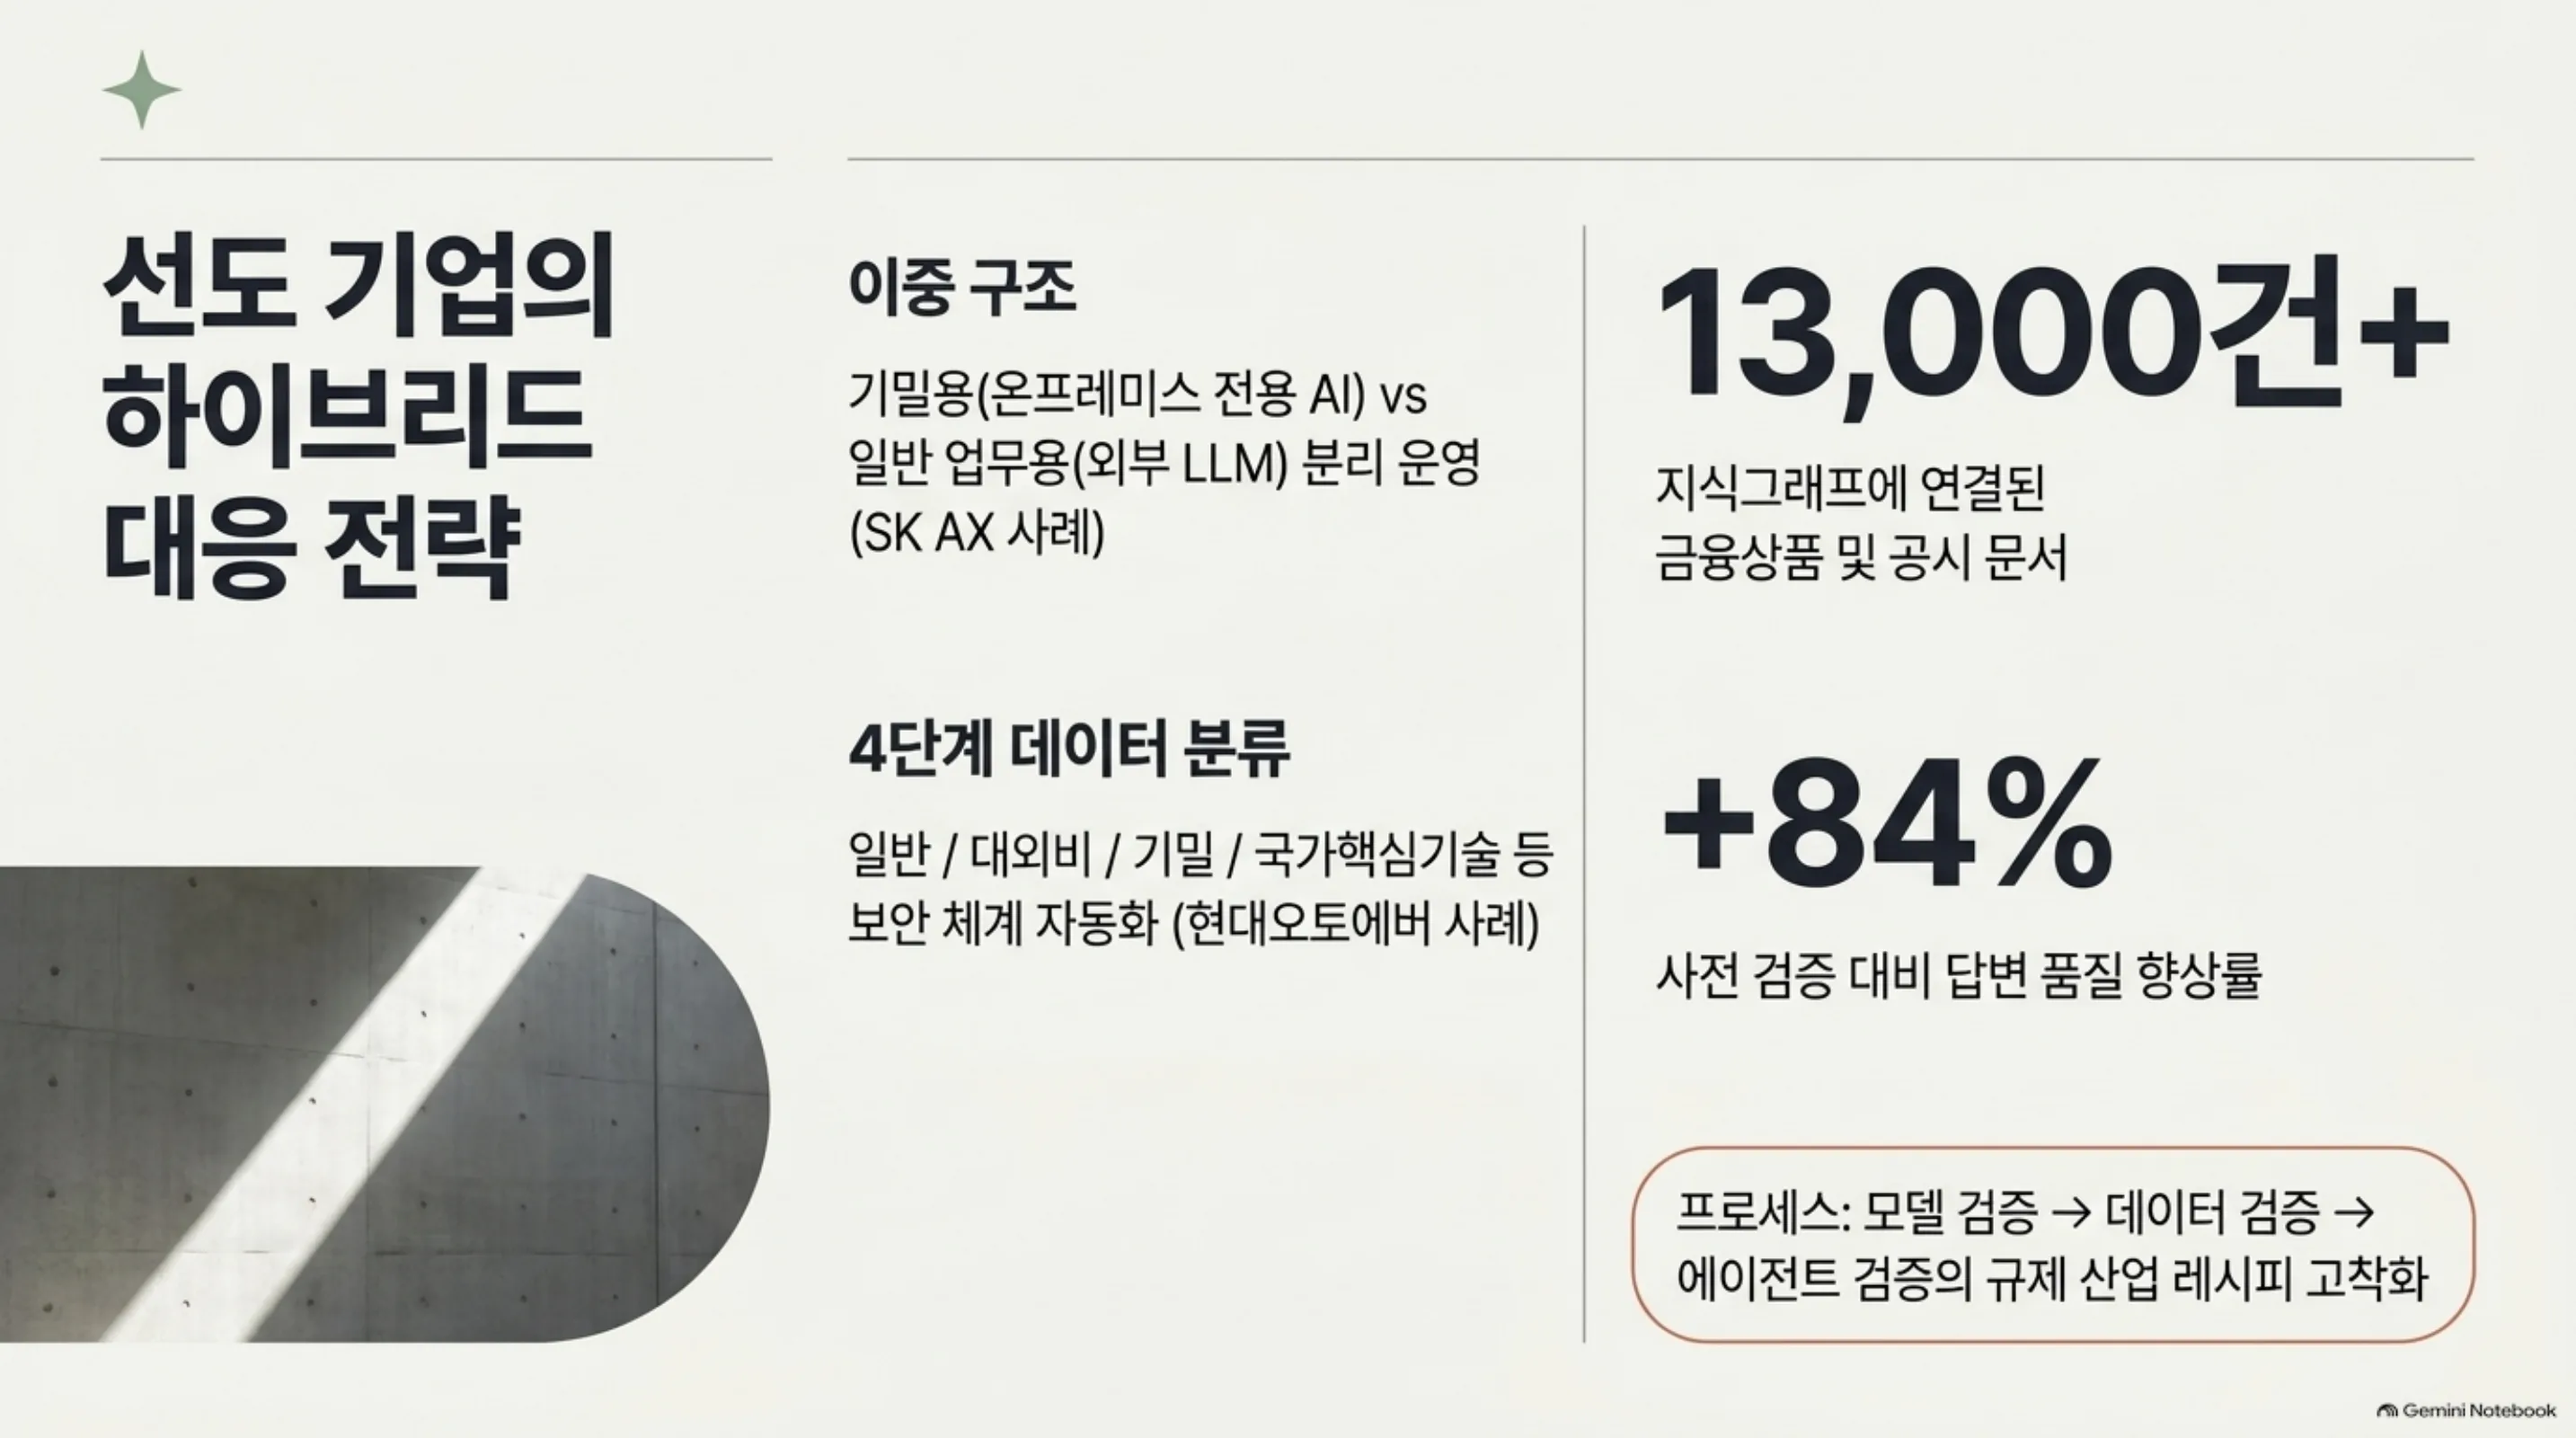 선도 기업의
하이브리드
대응 전략
이중 구조
기밀용(온프레미스 전용 AI) vs
일반 업무용(외부 LLM) 분리 운영
(SK AX 사례)
4단계 데이터 분류
일반 / 대외비 / 기밀 / 국가핵심기술 등
보안 체계 자동화 (현대오토에버 사례)
13,000건+
지식그래프에 연결된
금융상품 및 공시 문서
+84%
사전 검증 대비 답변 품질 향상률
프로세스: 모델 검증 → 데이터 검증 →
에이전트 검증의 규제 산업 레시피 고착화
Gemini Notebook